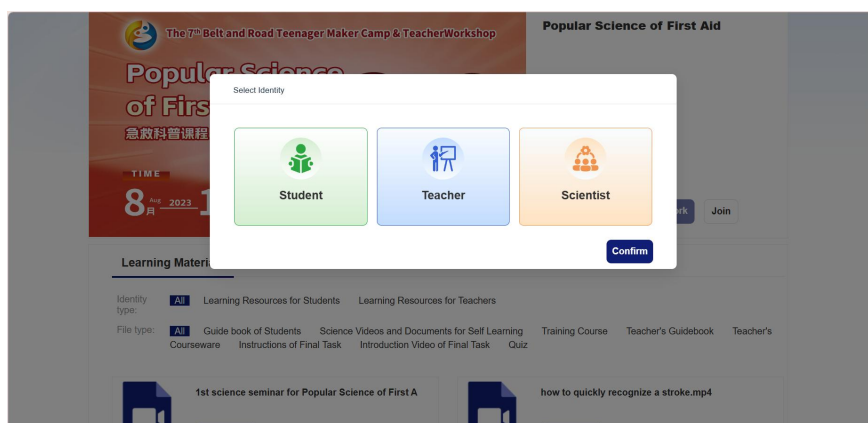 The 7th Belt and Road Teenager Maker Camp & TeacherWorkshop
Popular Science of First Aid
Popular Science
of Firs
急救科普课程
TIME
8月 Aug 2023 1
Select Identity
Student
Teacher
Scientist
Confirm
Join
Learning Materi
Identity type: All Learning Resources for Students Learning Resources for Teachers
File type: All Guide book of Students Science Videos and Documents for Self Learning Training Course Teacher's Guidebook Teacher's
Courseware Instructions of Final Task Introduction Video of Final Task Quiz
1st science seminar for Popular Science of First A
how to quickly recognize a stroke.mp4